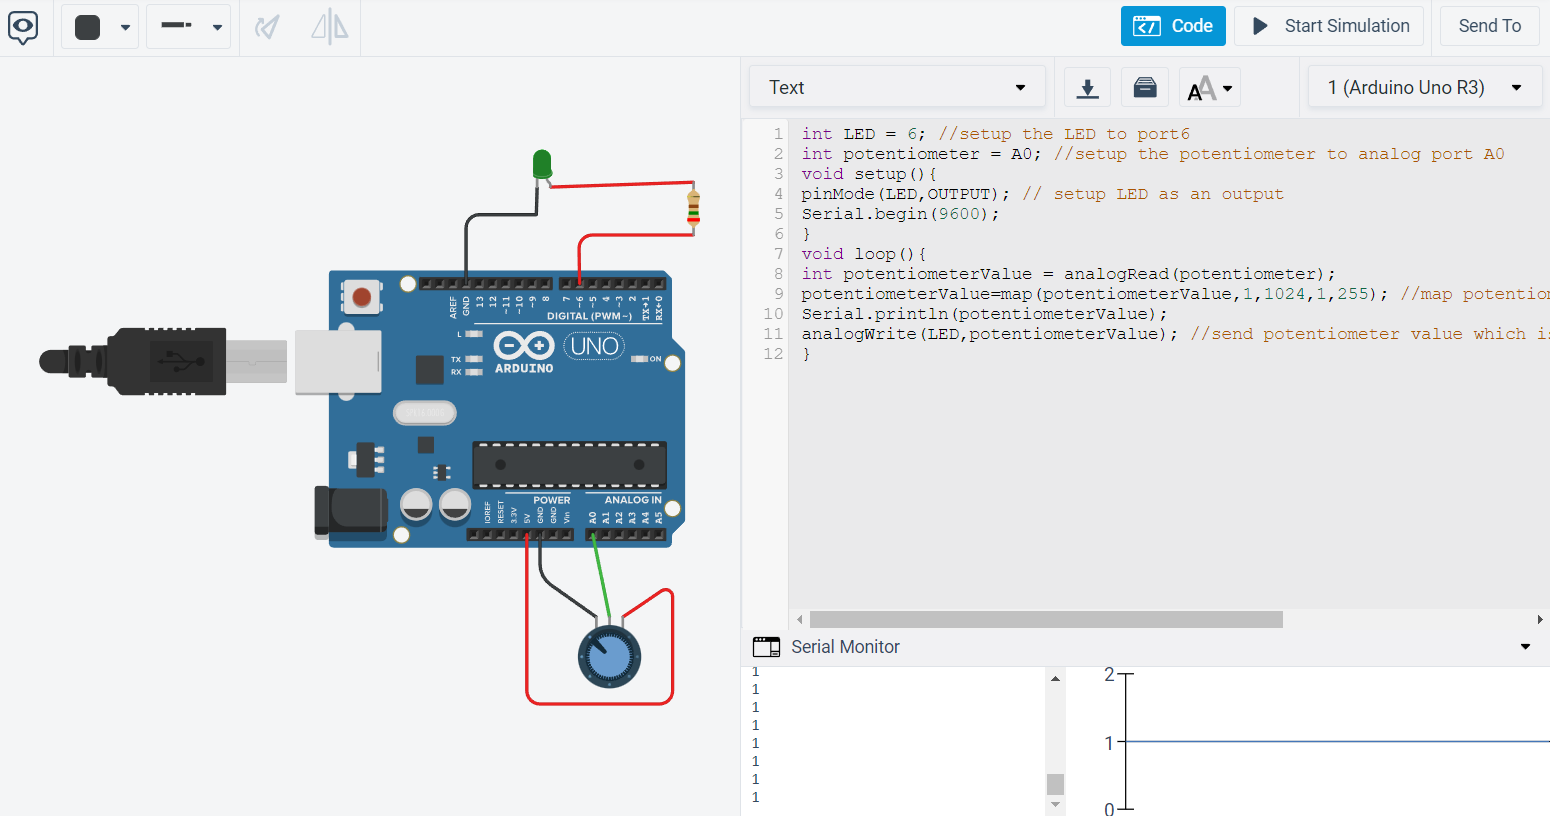 Code
Start Simulation
Send To
Text
1 (Arduino Uno R3)
1 int LED = 6; //setup the LED to port6
2 int potentiometer = A0; //setup the potentiometer to analog port A0
3 void setup(){
4 pinMode(LED,OUTPUT); // setup LED as an output
5 Serial.begin(9600);
6 }
7 void loop(){
8 int potentiometerValue = analogRead(potentiometer);
9 potentiometerValue=map(potentiometerValue,1,1024,1,255); //map potentio
10 Serial.println(potentiometerValue);
11 analogWrite(LED,potentiometerValue); //send potentiometer value which is
12 }
AREF GND 13 12 ~11 ~10 ~9 8 7 ~6 ~5 4 ~3 2 TX→1 RX←0
DIGITAL (PWM~)
L
TX
RX
ARDUINO
UNO
ON
POWER
ANALOG IN
IOREF RESET 3.3V 5V GND GND Vin A0 A1 A2 A3 A4 A5
Serial Monitor
1
1
1
1
1
1
1
1
2
1
0